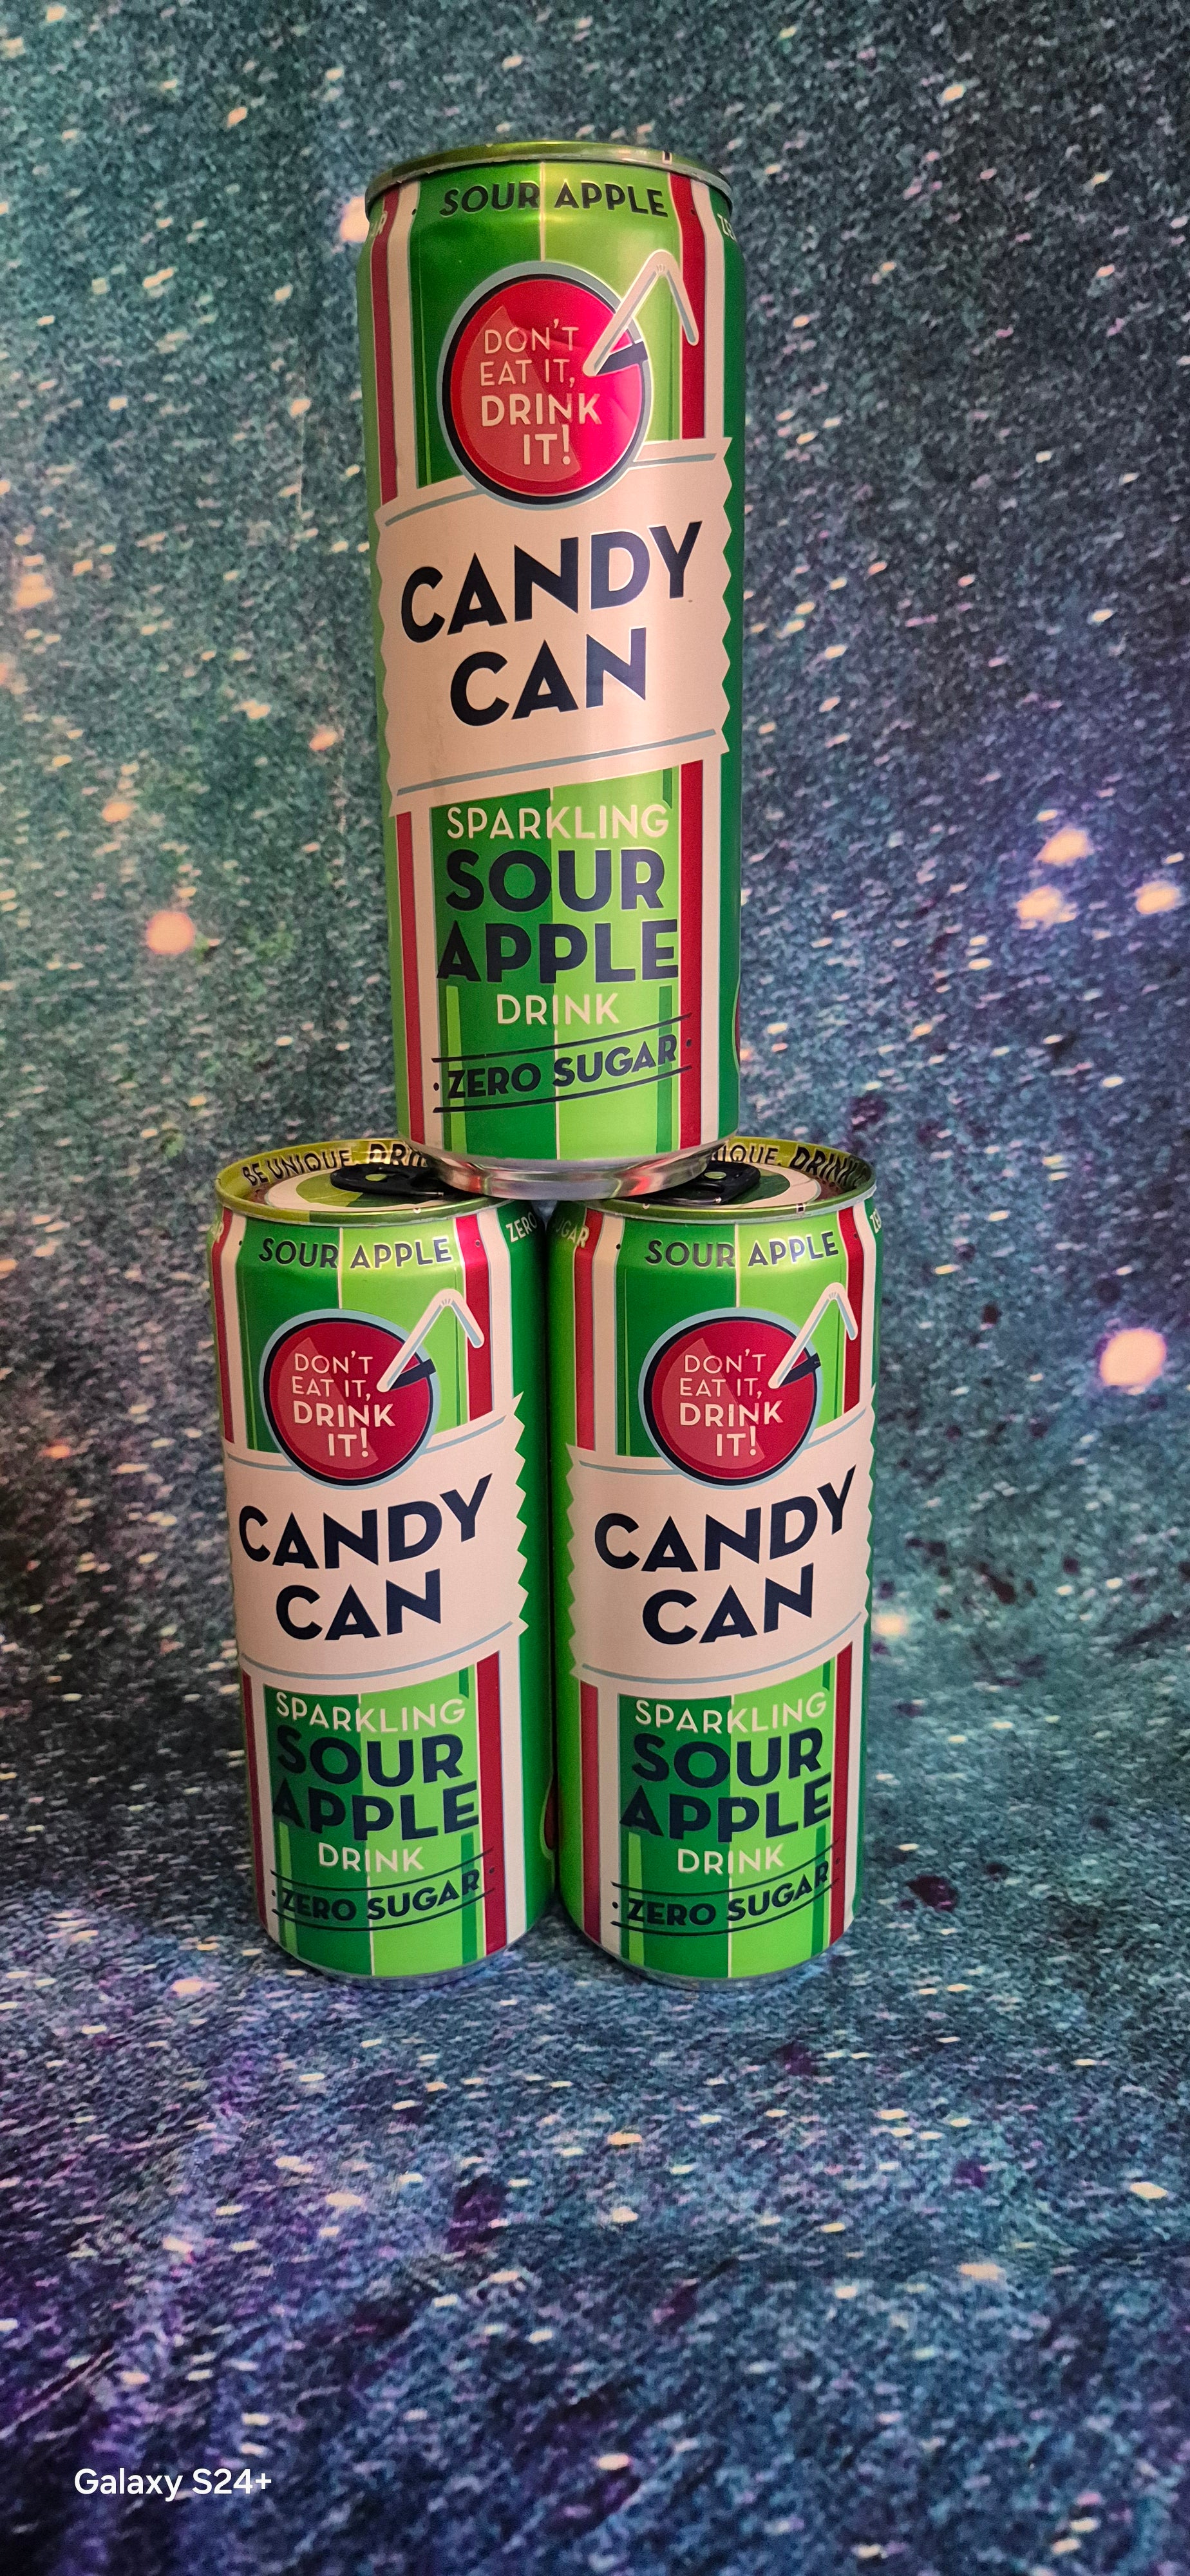 SOUR APPLE
DON'T
EAT IT,
DRINK
IT!
CANDY
CAN
SPARKLING
SOUR
APPLE
DRINK
ZERO SUGAR
BE UNIQUE.
DRINK
SOUR APPLE
ZERO
DON'T
EAT IT,
DRINK
IT!
CANDY
CAN
SPARKLING
SOUR
APPLE
DRINK
ZERO SUGAR
SOUR APPLE
DON'T
EAT IT,
DRINK
IT!
CANDY
CAN
SPARKLING
SOUR
APPLE
DRINK
ZERO SUGAR
Galaxy S24+